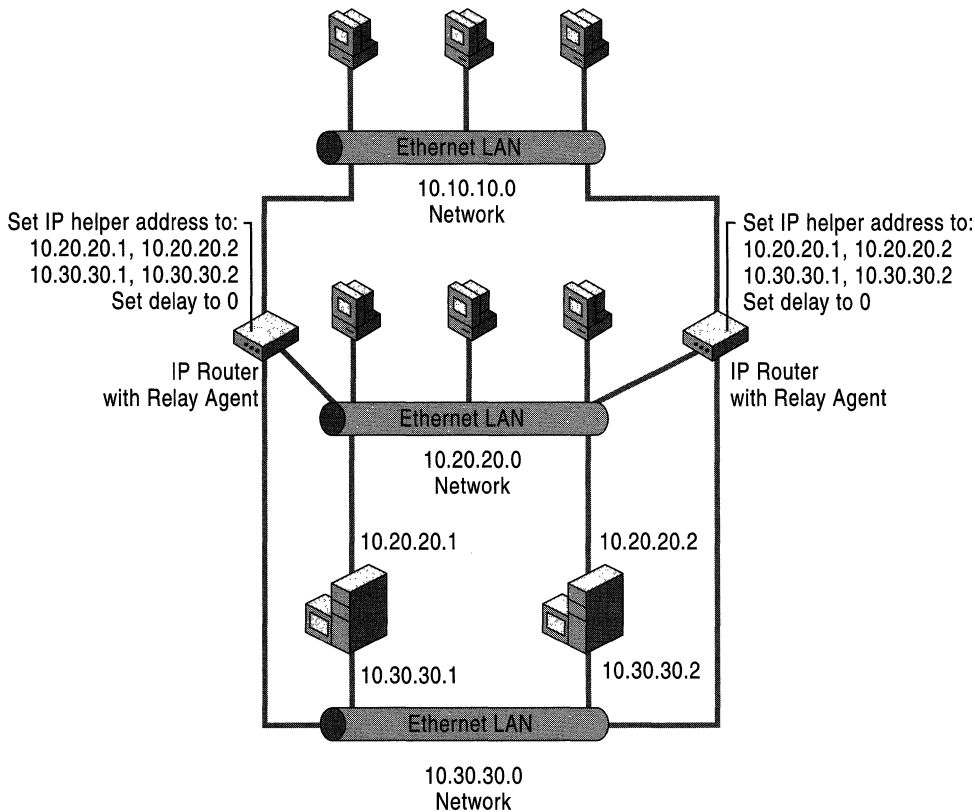 Ethernet LAN
10.10.10.0
Network
Set IP helper address to:
10.20.20.1, 10.20.20.2
10.30.30.1, 10.30.30.2
Set delay to 0
Set IP helper address to:
10.20.20.1, 10.20.20.2
10.30.30.1, 10.30.30.2
Set delay to 0
IP Router
with Relay Agent
IP Router
with Relay Agent
Ethernet LAN
10.20.20.0
Network
10.20.20.1
10.20.20.2
10.30.30.1
10.30.30.2
Ethernet LAN
10.30.30.0
Network